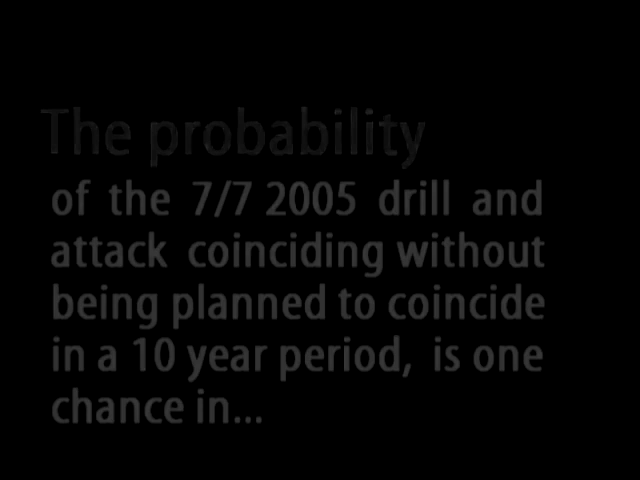 The probability
of the 7/7 2005 drill and
attack coinciding without
being planned to coincide
in a 10 year period, is one
chance in...